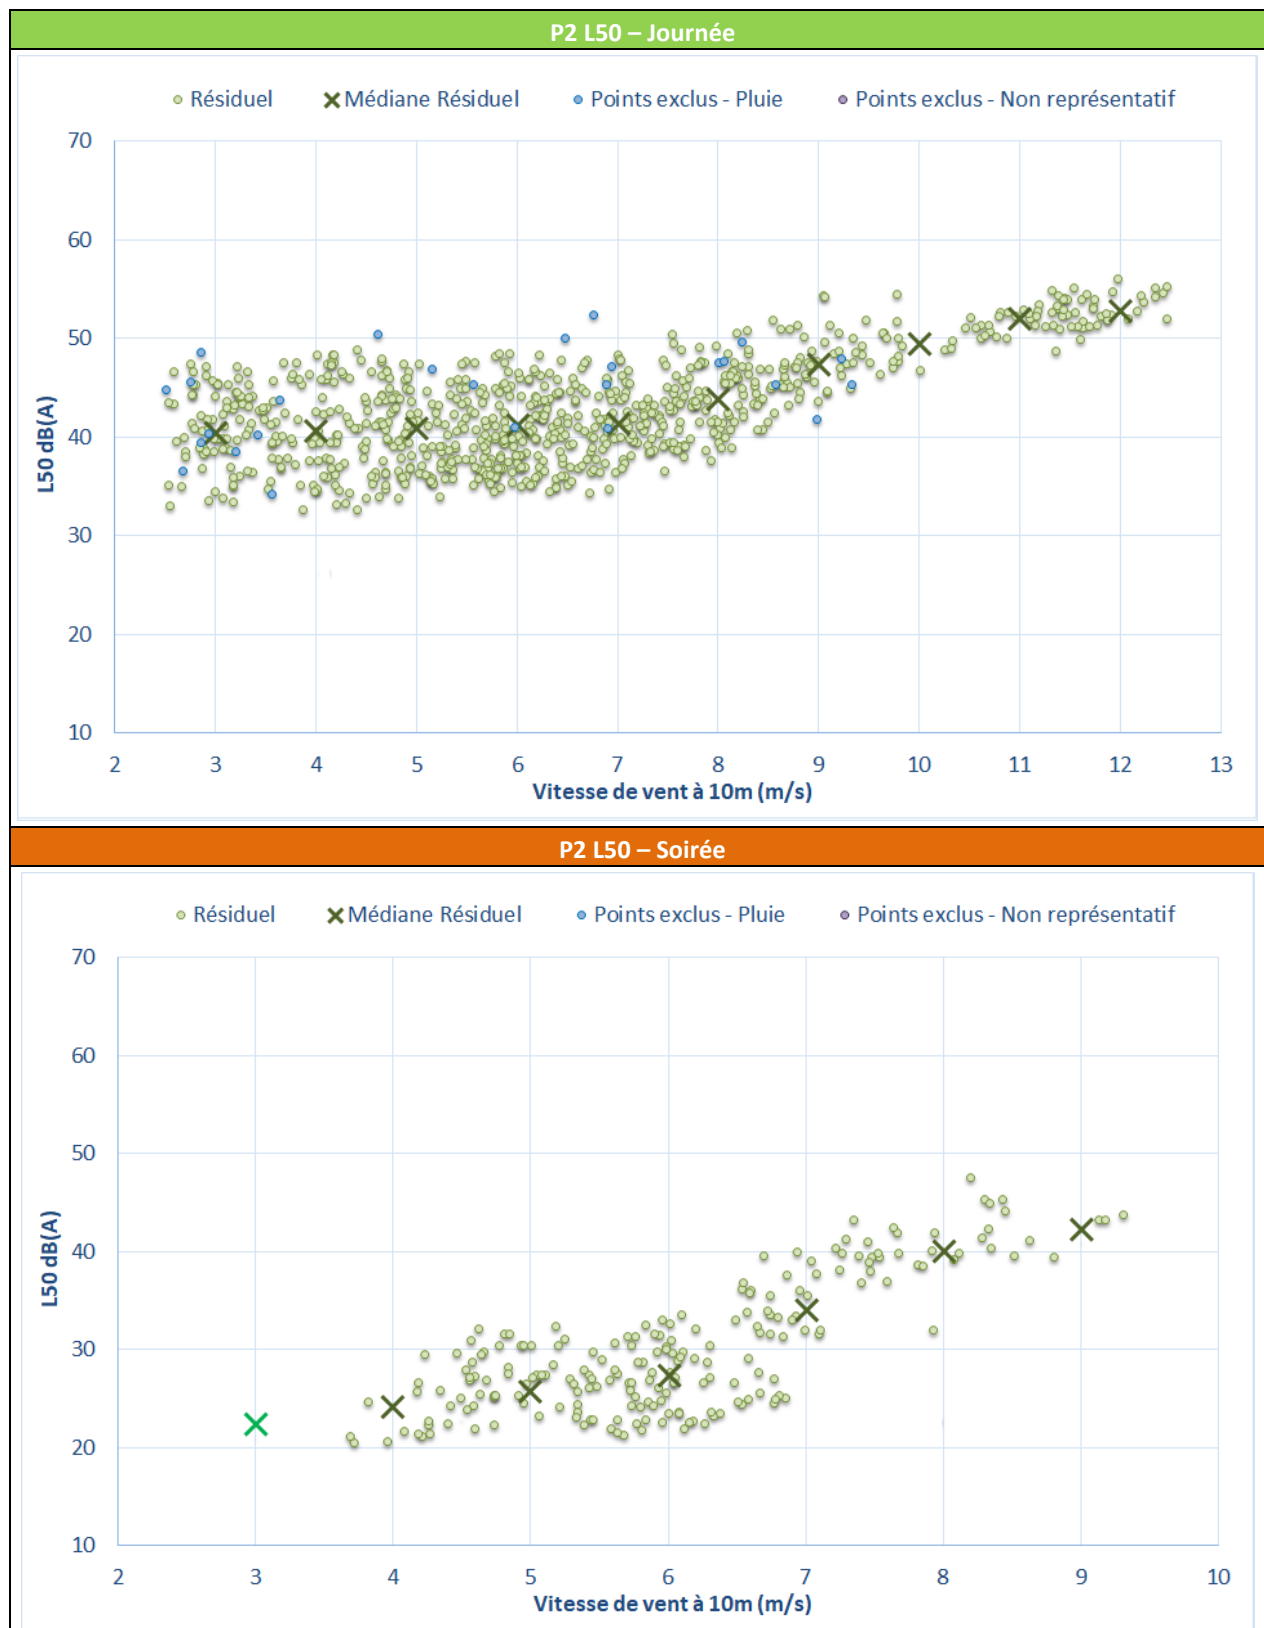 P2 L50 – Journée
Résiduel Médiane Résiduel Points exclus - Pluie Points exclus - Non représentatif
70
60
50
40
30
20
10
L50 dB(A)
2 3 4 5 6 7 8 9 10 11 12 13
Vitesse de vent à 10m (m/s)
P2 L50 – Soirée
Résiduel Médiane Résiduel Points exclus - Pluie Points exclus - Non représentatif
70
60
50
40
30
20
10
L50 dB(A)
2 3 4 5 6 7 8 9 10
Vitesse de vent à 10m (m/s)